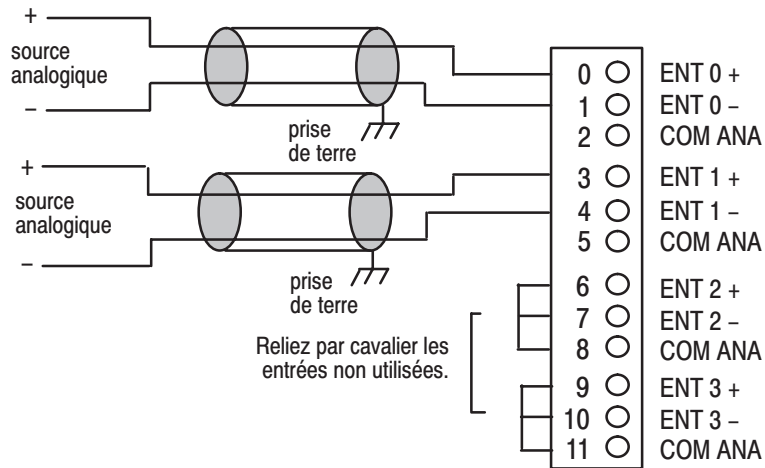 +
source
analogique
–
prise
de terre
+
source
analogique
–
prise
de terre
Reliez par cavalier les
entrées non utilisées.
0 ENT 0 +
1 ENT 0 –
2 COM ANA
3 ENT 1 +
4 ENT 1 –
5 COM ANA
6 ENT 2 +
7 ENT 2 –
8 COM ANA
9 ENT 3 +
10 ENT 3 –
11 COM ANA